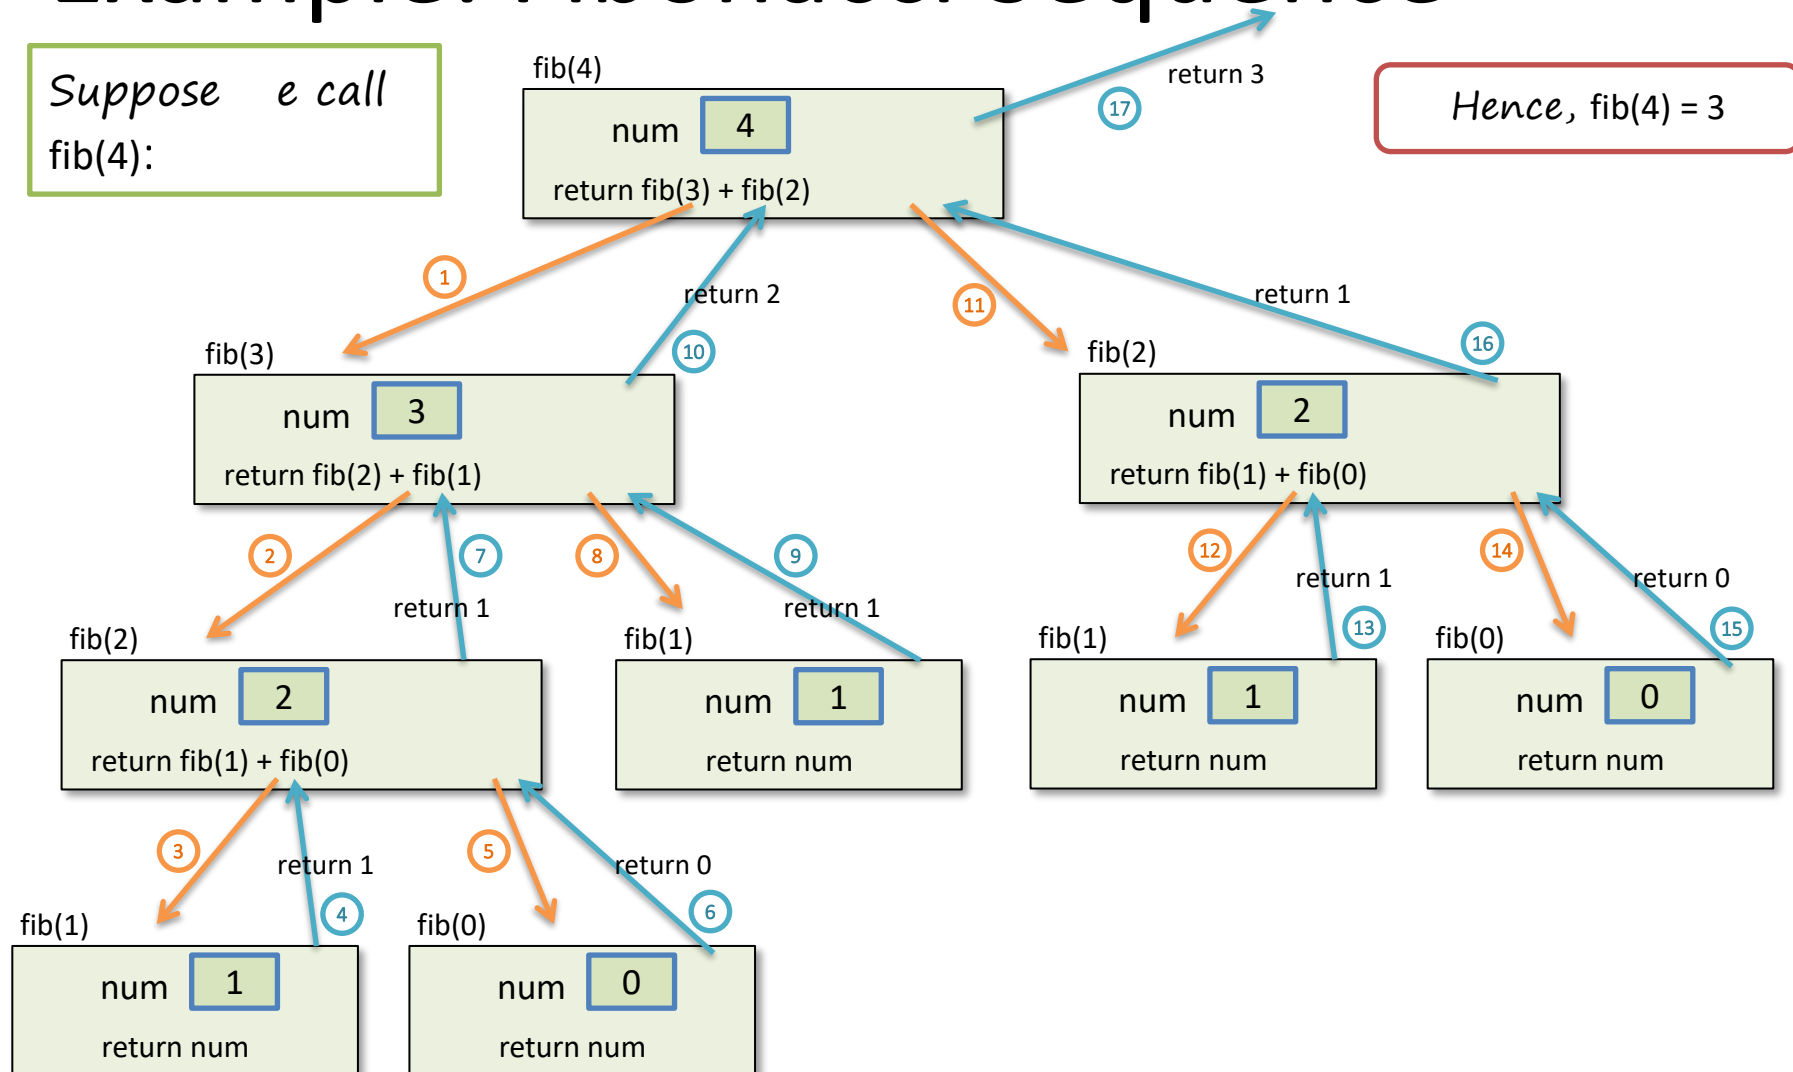 Example: Fibonacci Sequence
Suppose e call
fib(4):
fib(4)
num 4
return fib(3) + fib(2)
return 3
17
Hence, fib(4) = 3
1
return 2
10
11
return 1
16
fib(3)
num 3
return fib(2) + fib(1)
fib(2)
num 2
return fib(1) + fib(0)
2
7
return 1
8
9
return 1
12
return 1
13
14
return 0
15
fib(2)
num 2
return fib(1) + fib(0)
fib(1)
num 1
return num
fib(1)
num 1
return num
fib(0)
num 0
return num
3
return 1
4
5
return 0
6
fib(1)
num 1
return num
fib(0)
num 0
return num